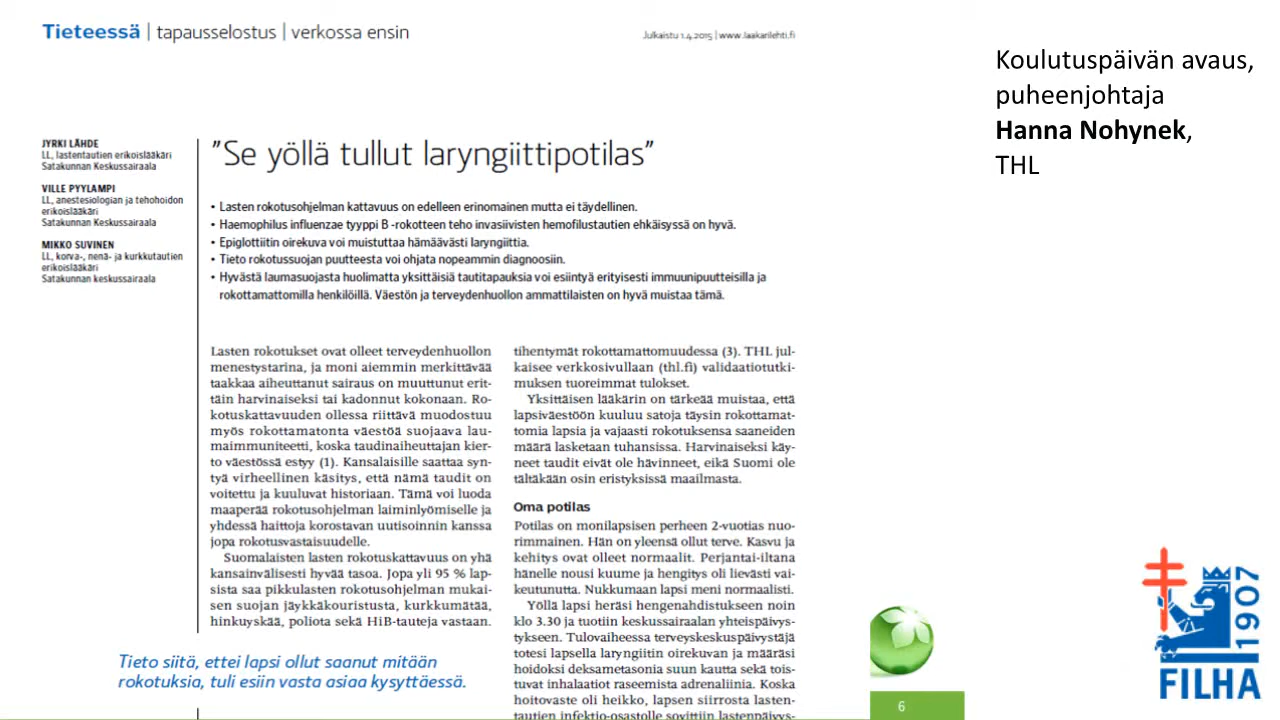 Tieteessä | tapausselostus | verkossa ensin
Julkaistu 1.4.2015 | www.laakarilehti.fi
Koulutuspäivän avaus,
puheenjohtaja
Hanna Nohynek,
THL
JYRKI LÄHDE
LL, lastentautien erikoislääkäri
Satakunnan Keskussairaala
VILLE PYYLAMPI
LL, anestesiologian ja tehohoidon
erikoislääkäri
Satakunnan Keskussairaala
MIKKO SUVINEN
LL, korva-, nenä- ja kurkkutautien
erikoislääkäri
Satakunnan keskussairaala
”Se yöllä tullut laryngiittipotilas”
• Lasten rokotusohjelman kattavuus on edelleen erinomainen mutta ei täydellinen.
• Haemophilus influenzae tyyppi B -rokotteen teho invasiivisten hemofilustautien ehkäisyssä on hyvä.
• Epiglottiitin oirekuva voi muistuttaa hämäävästi laryngiittia.
• Tieto rokotussuojan puutteesta voi ohjata nopeammin diagnoosiin.
• Hyvästä laumasuojasta huolimatta yksittäisiä tautitapauksia voi esiintyä erityisesti immuunipuutteisilla ja
rokottamattomilla henkilöillä. Väestön ja terveydenhuollon ammattilaisten on hyvä muistaa tämä.
Lasten rokotukset ovat olleet terveydenhuollon
menestystarina, ja moni aiemmin merkittävää
taakkaa aiheuttanut sairaus on muuttunut erit-
täin harvinaiseksi tai kadonnut kokonaan. Ro-
kotuskattavuuden ollessa riittävä muodostuu
myös rokottamatonta väestöä suojaava lau-
maimmuniteetti, koska taudinaiheuttajan kier-
to väestössä estyy (1). Kansalaisille saattaa syn-
tyä virheellinen käsitys, että nämä taudit on
voitettu ja kuuluvat historiaan. Tämä voi luoda
maaperää rokotusohjelman laiminlyömiselle ja
yhdessä haittoja korostavan uutisoinnin kanssa
jopa rokotusvastaisuudelle.
Suomalaisten lasten rokotuskattavuus on yhä
kansainvälisesti hyvää tasoa. Jopa yli 95 % lap-
sista saa pikkulasten rokotusohjelman mukai-
sen suojan jäykkäkouristusta, kurkkumätää,
hinkuyskää, poliota sekä HiB-tauteja vastaan.
Tieto siitä, ettei lapsi ollut saanut mitään
rokotuksia, tuli esiin vasta asiaa kysyttäessä.
tihentymät rokottamattomuudessa (3). THL jul-
kaisee verkkosivullaan (thl.fi) validaatiotutki-
muksen tuoreimmat tulokset.
Yksittäisen lääkärin on tärkeää muistaa, että
lapsiväestöön kuuluu satoja täysin rokottamat-
tomia lapsia ja vajaasti rokotuksensa saaneiden
määrä lasketaan tuhansissa. Harvinaiseksi käy-
neet taudit eivät ole hävinneet, eikä Suomi ole
tältäkään osin eristyksissä maailmasta.
Oma potilas
Potilas on monilapsisen perheen 2-vuotias nuo-
rimmainen. Hän on yleensä ollut terve. Kasvu ja
kehitys ovat olleet normaalit. Perjantai-iltana
hänelle nousi kuume ja hengitys oli lievästi vai-
keutunutta. Nukkumaan lapsi meni normaalisti.
Yöllä lapsi heräsi hengenahdistukseen noin
klo 3.30 ja tuotiin keskussairaalan yhteispäivys-
tykseen. Tulovaiheessa terveyskeskuspäivystäjä
totesi lapsella laryngiitin oirekuvan ja määräsi
hoidoksi deksametasonia suun kautta sekä tois-
tuvat inhalaatiot raseemista adrenaliinia. Koska
hoitovaste oli heikko, lapsen siirrosta lasten-
tautien infektio-osastolle sovittiin lastenpäivys-
6
1907
FILHA